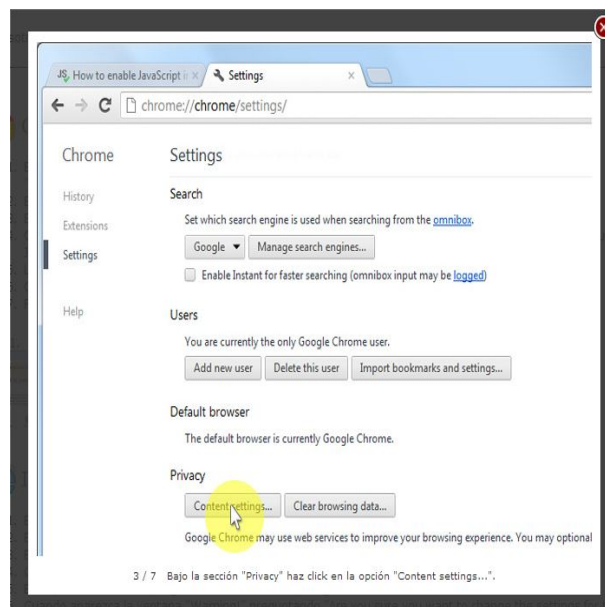 How to enable JavaScript i
Settings
chrome://chrome/settings/
Chrome
Settings
History
Extensions
Settings
Help
Search
Set which search engine is used when searching from the omnibox.
Google
Manage search engines...
Enable Instant for faster searching (omnibox input may be logged)
Users
You are currently the only Google Chrome user.
Add new user
Delete this user
Import bookmarks and settings...
Default browser
The default browser is currently Google Chrome.
Privacy
Content settings...
Clear browsing data...
Google Chrome may use web services to improve your browsing experience. You may optional
3 / 7 Bajo la sección "Privacy" haz click en la opción "Content settings...".